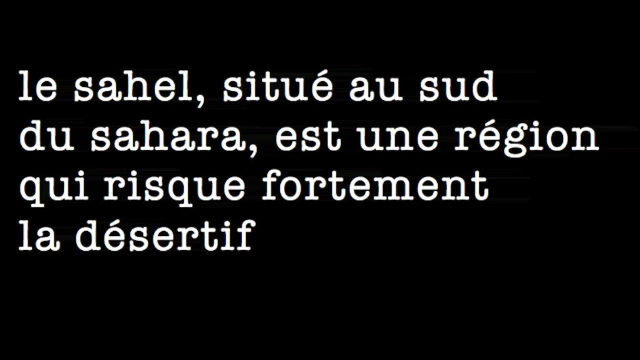 le sahel, situé au sud
du sahara, est une région
qui risque fortement
la désertif